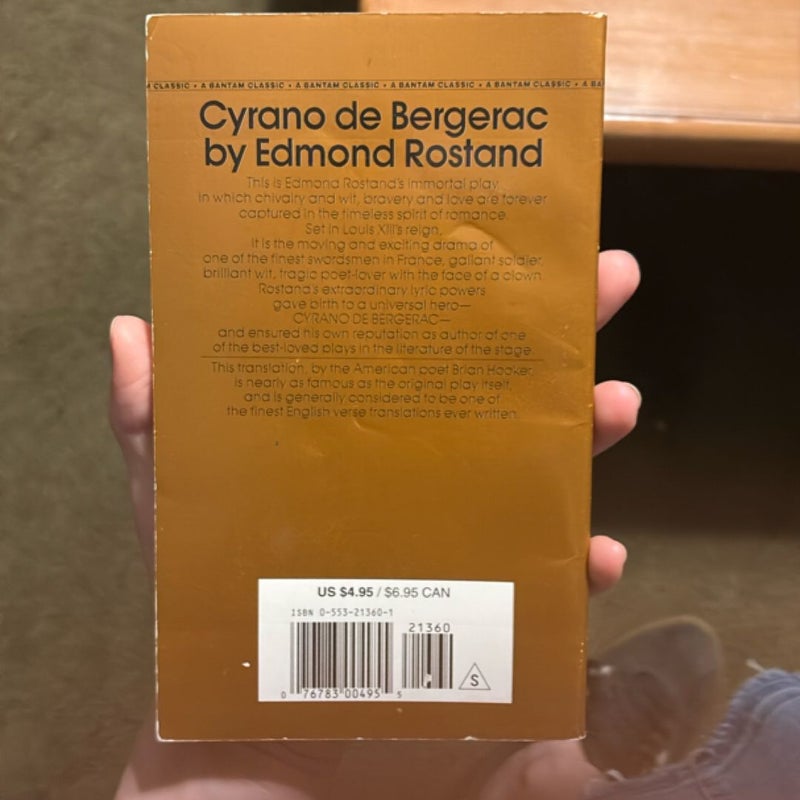 M CLASSIC • A BANTAM CLASSIC • A BANTAM CLASSIC • A BANTAM CLASSIC • A BANTAM CLASSIC • A BA
Cyrano de Bergerac
by Edmond Rostand
This is Edmond Rostand's immortal play
in which chivalry and wit, bravery and love are forever
captured in the timeless spirit of romance.
Set in Louis XIII's reign,
it is the moving and exciting drama of
one of the finest swordsmen in France, gallant soldier,
brilliant wit, tragic poet-lover with the face of a clown.
Rostand's extraordinary lyric powers
gave birth to a universal hero—
CYRANO DE BERGERAC—
and ensured his own reputation as author of one
of the best-loved plays in the literature of the stage.
This translation, by the American poet Brian Hooker,
is nearly as famous as the original play itself,
and is generally considered to be one of
the finest English verse translations ever written.
US $4.95 / $6.95 CAN
ISBN 0-553-21360-1
21360
S
0 76783 00495 5